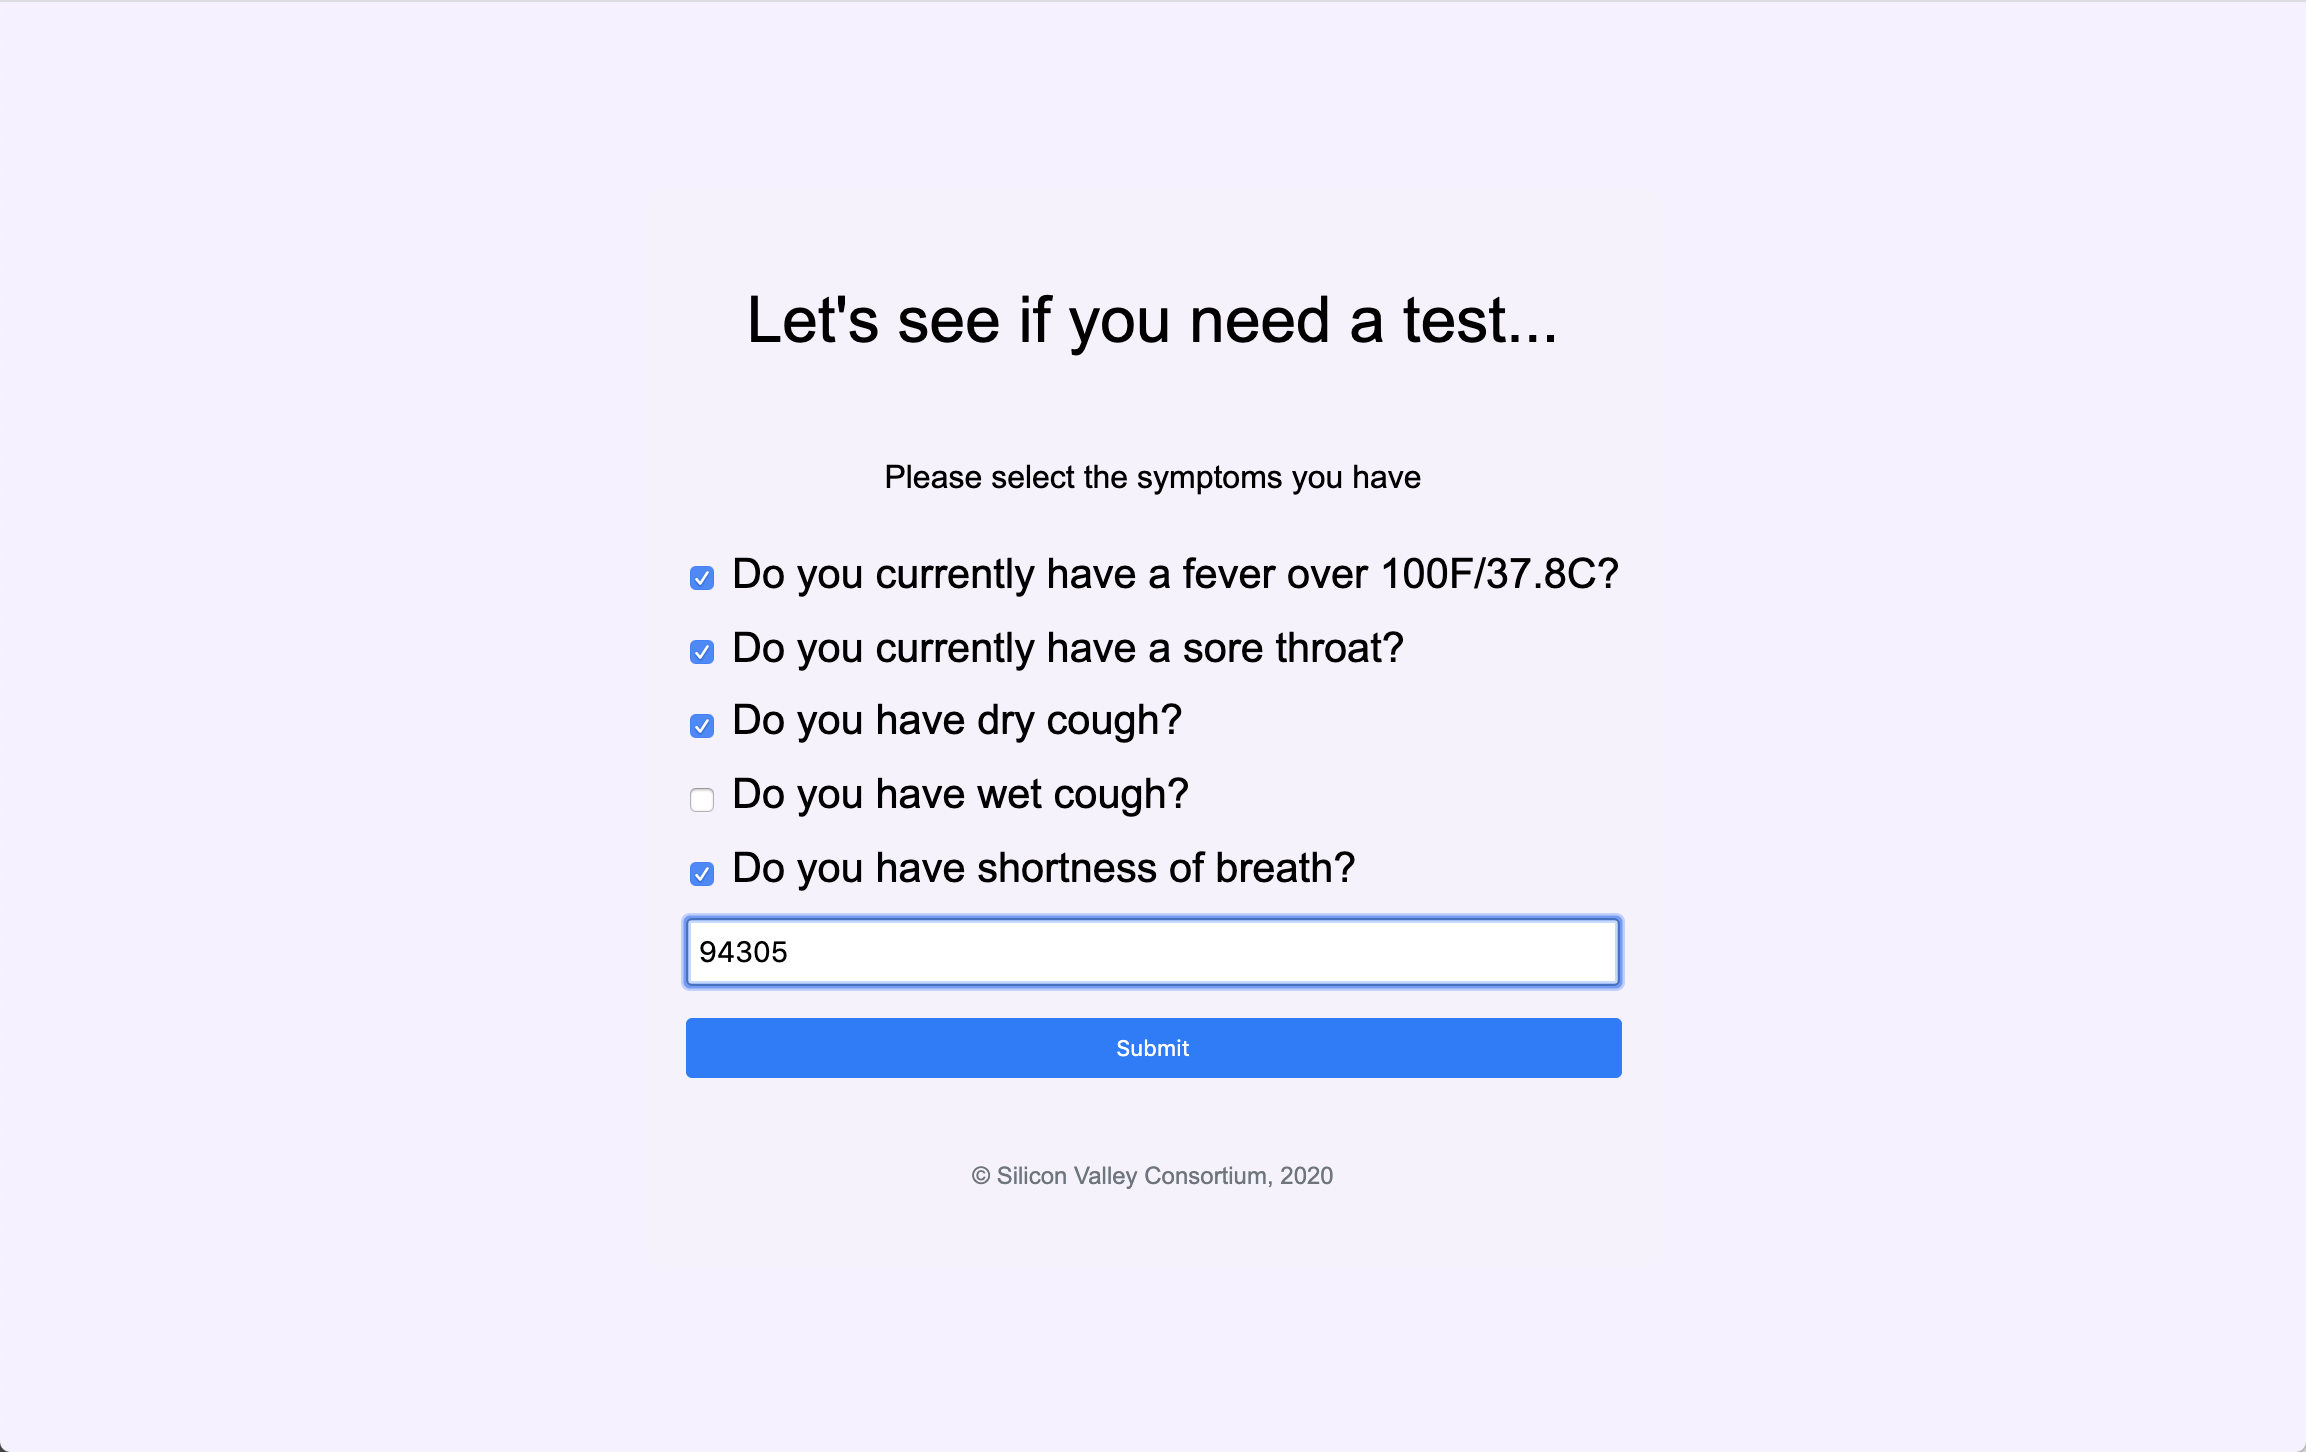 Let's see if you need a test...
Please select the symptoms you have
Do you currently have a fever over 100F/37.8C?
Do you currently have a sore throat?
Do you have dry cough?
Do you have wet cough?
Do you have shortness of breath?
94305
Submit
© Silicon Valley Consortium, 2020